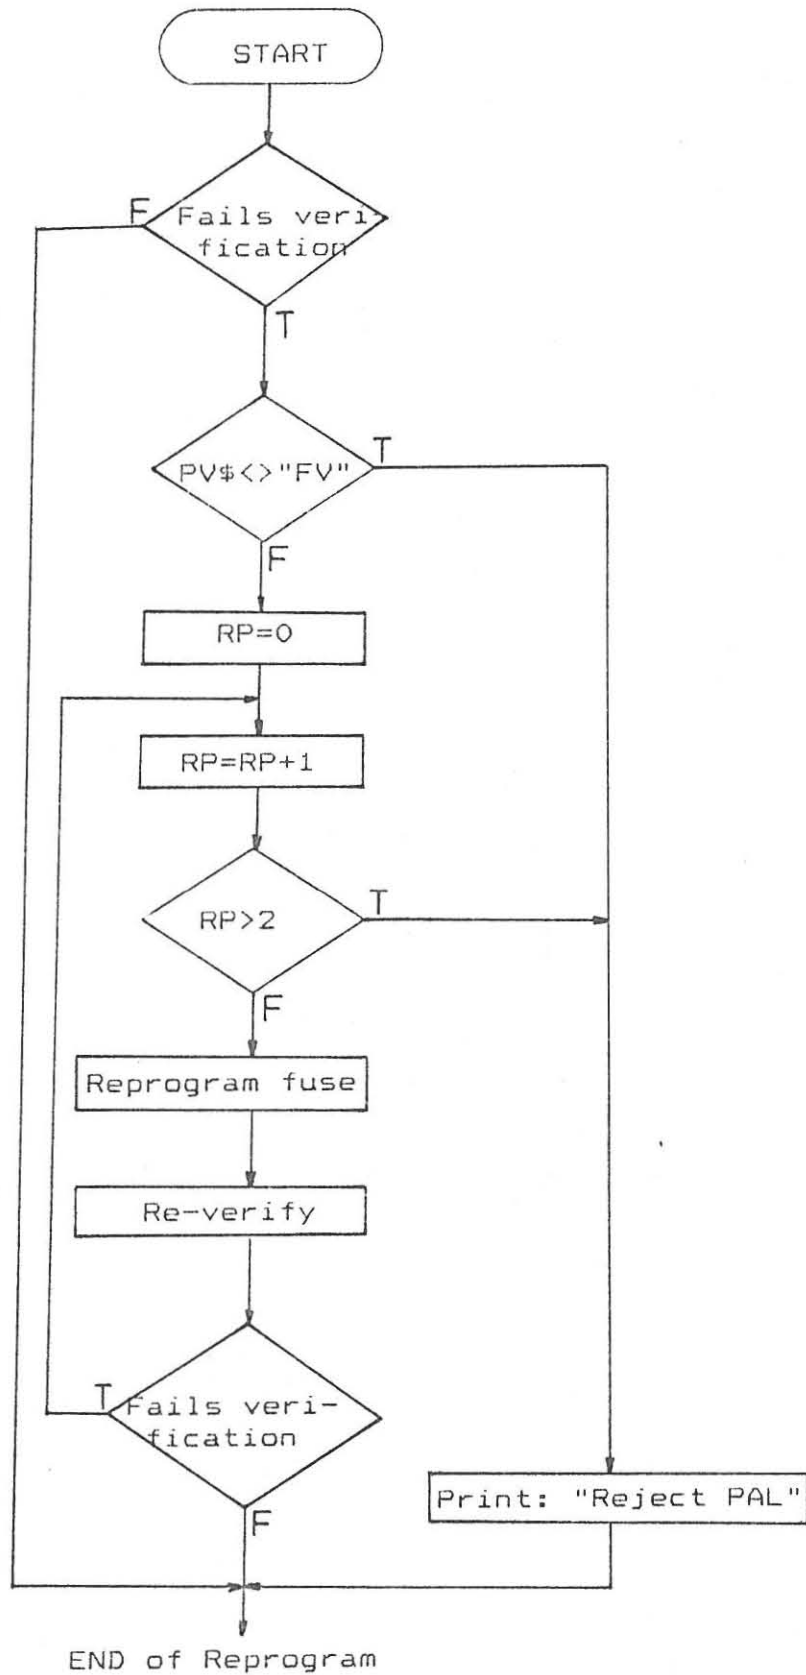 START
F
Fails veri-
fication
T
PV$<>"FV"
T
F
RP=0
RP=RP+1
RP>2
T
F
Reprogram fuse
Re-verify
T
Fails veri-
fication
F
Print: "Reject PAL"
END of Reprogram